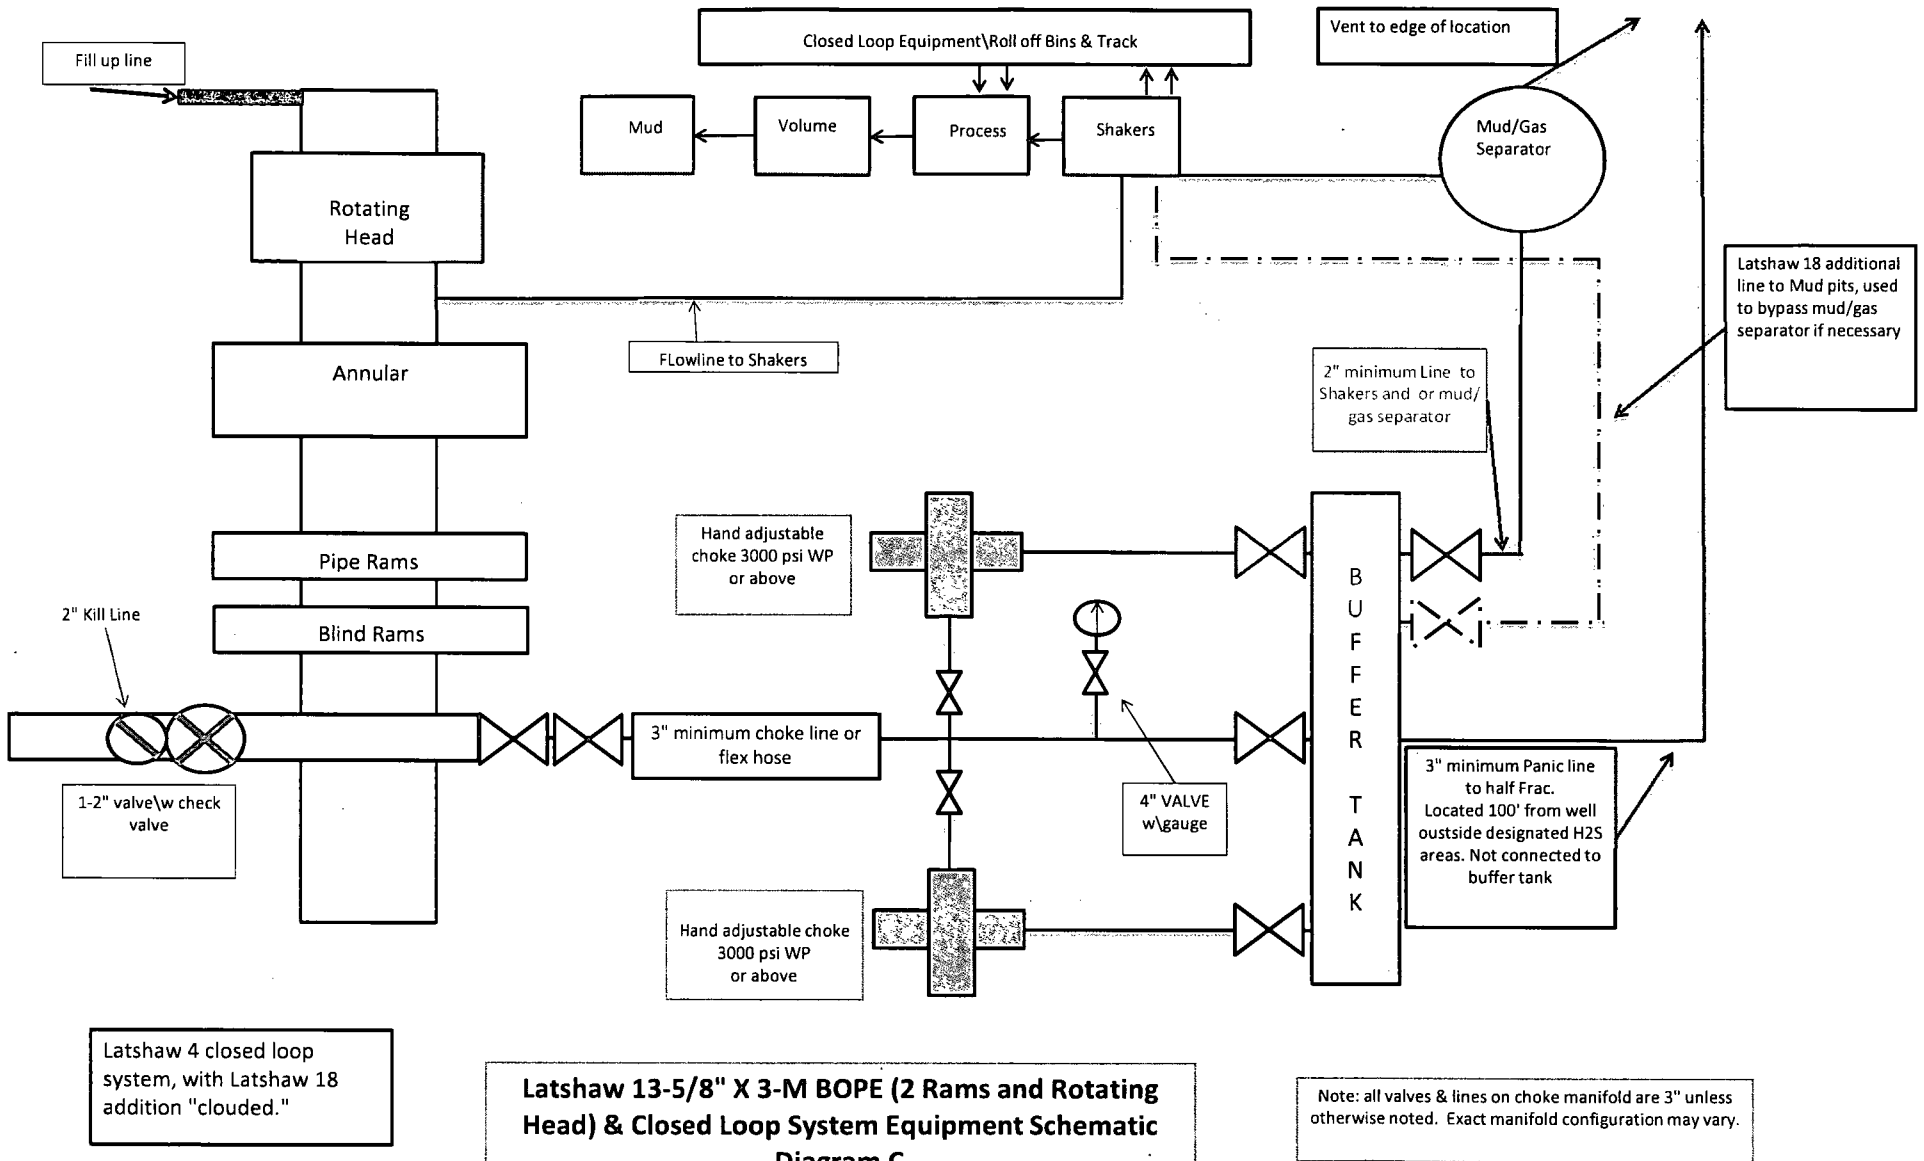 Fill up line
Closed Loop Equipment\Roll off Bins & Track
Vent to edge of location
Mud
Volume
Process
Shakers
Mud/Gas
Separator
Rotating
Head
Latshaw 18 additional
line to Mud pits, used
to bypass mud/gas
separator if necessary
FLowline to Shakers
Annular
2" minimum Line to
Shakers and or mud/
gas separator
Hand adjustable
choke 3000 psi WP
or above
Pipe Rams
Blind Rams
2" Kill Line
B
U
F
F
E
R
T
A
N
K
3" minimum choke line or
flex hose
1-2" valve\w check
valve
4" VALVE
w\gauge
3" minimum Panic line
to half Frac.
Located 100' from well
oustside designated H2S
areas. Not connected to
buffer tank
Hand adjustable choke
3000 psi WP
or above
Latshaw 4 closed loop
system, with Latshaw 18
addition "clouded."
Latshaw 13-5/8" X 3-M BOPE (2 Rams and Rotating
Head) & Closed Loop System Equipment Schematic
Diagram C
Note: all valves & lines on choke manifold are 3" unless
otherwise noted. Exact manifold configuration may vary.